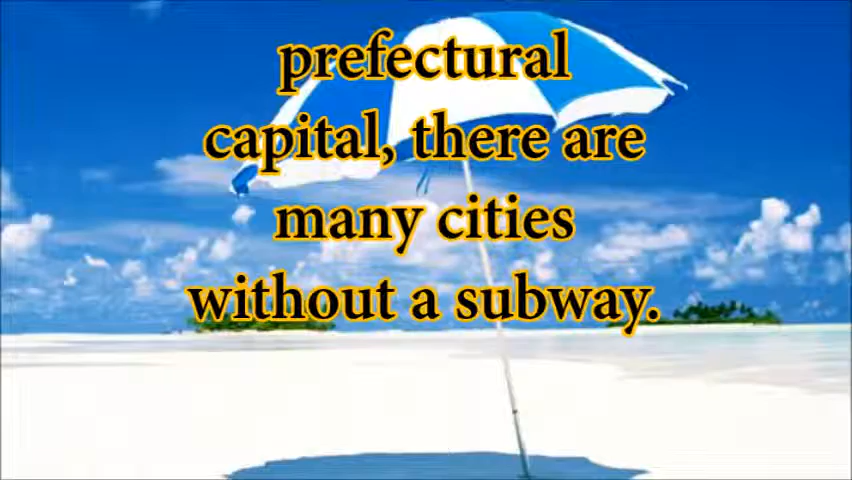 prefectural
capital, there are
many cities
without a subway.